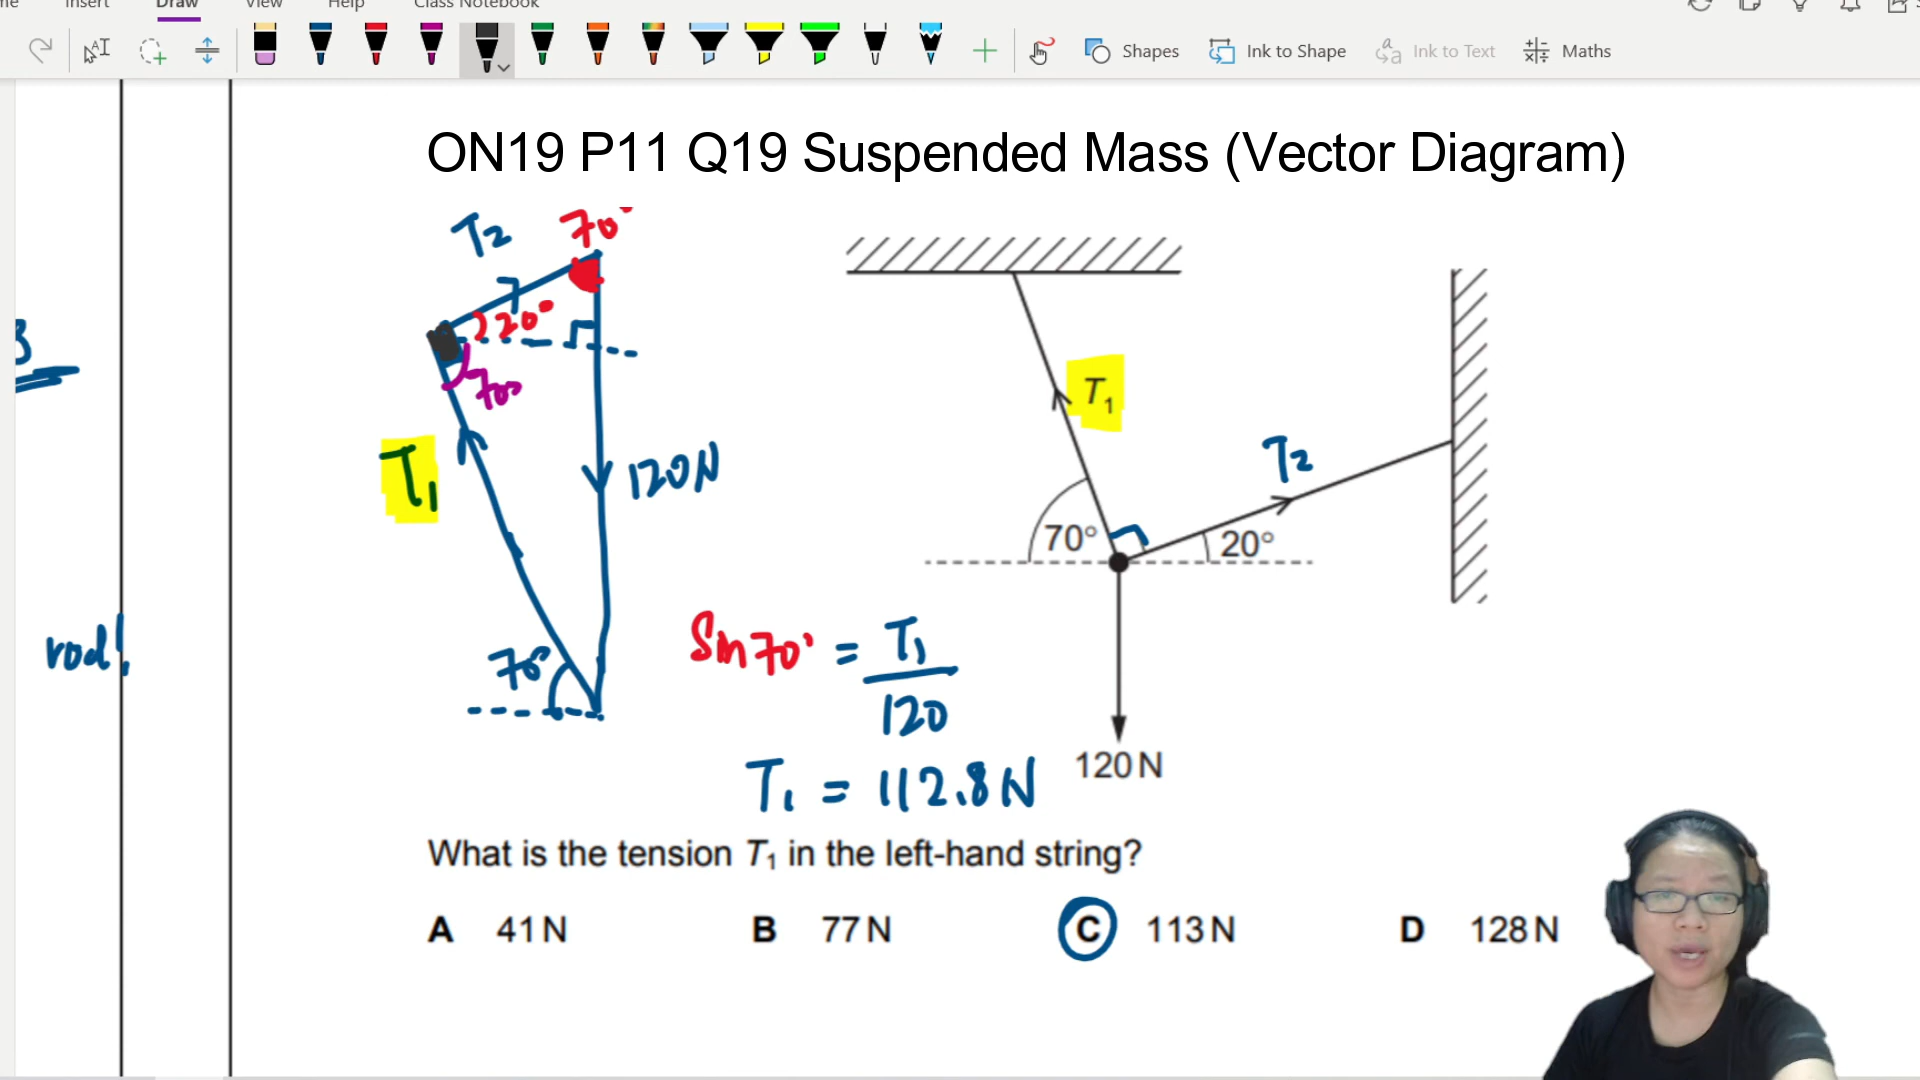 Insert Draw View Help Class Notebook
Shapes Ink to Shape Ink to Text Maths
ON19 P11 Q19 Suspended Mass (Vector Diagram)
T2 70°
20°
70°
T1
120N
70°
T1
T2
70° 20°
rod!
Sin70° = T1
120
T1 = 112.8N
120 N
What is the tension T1 in the left-hand string?
A 41 N B 77 N C 113 N D 128 N